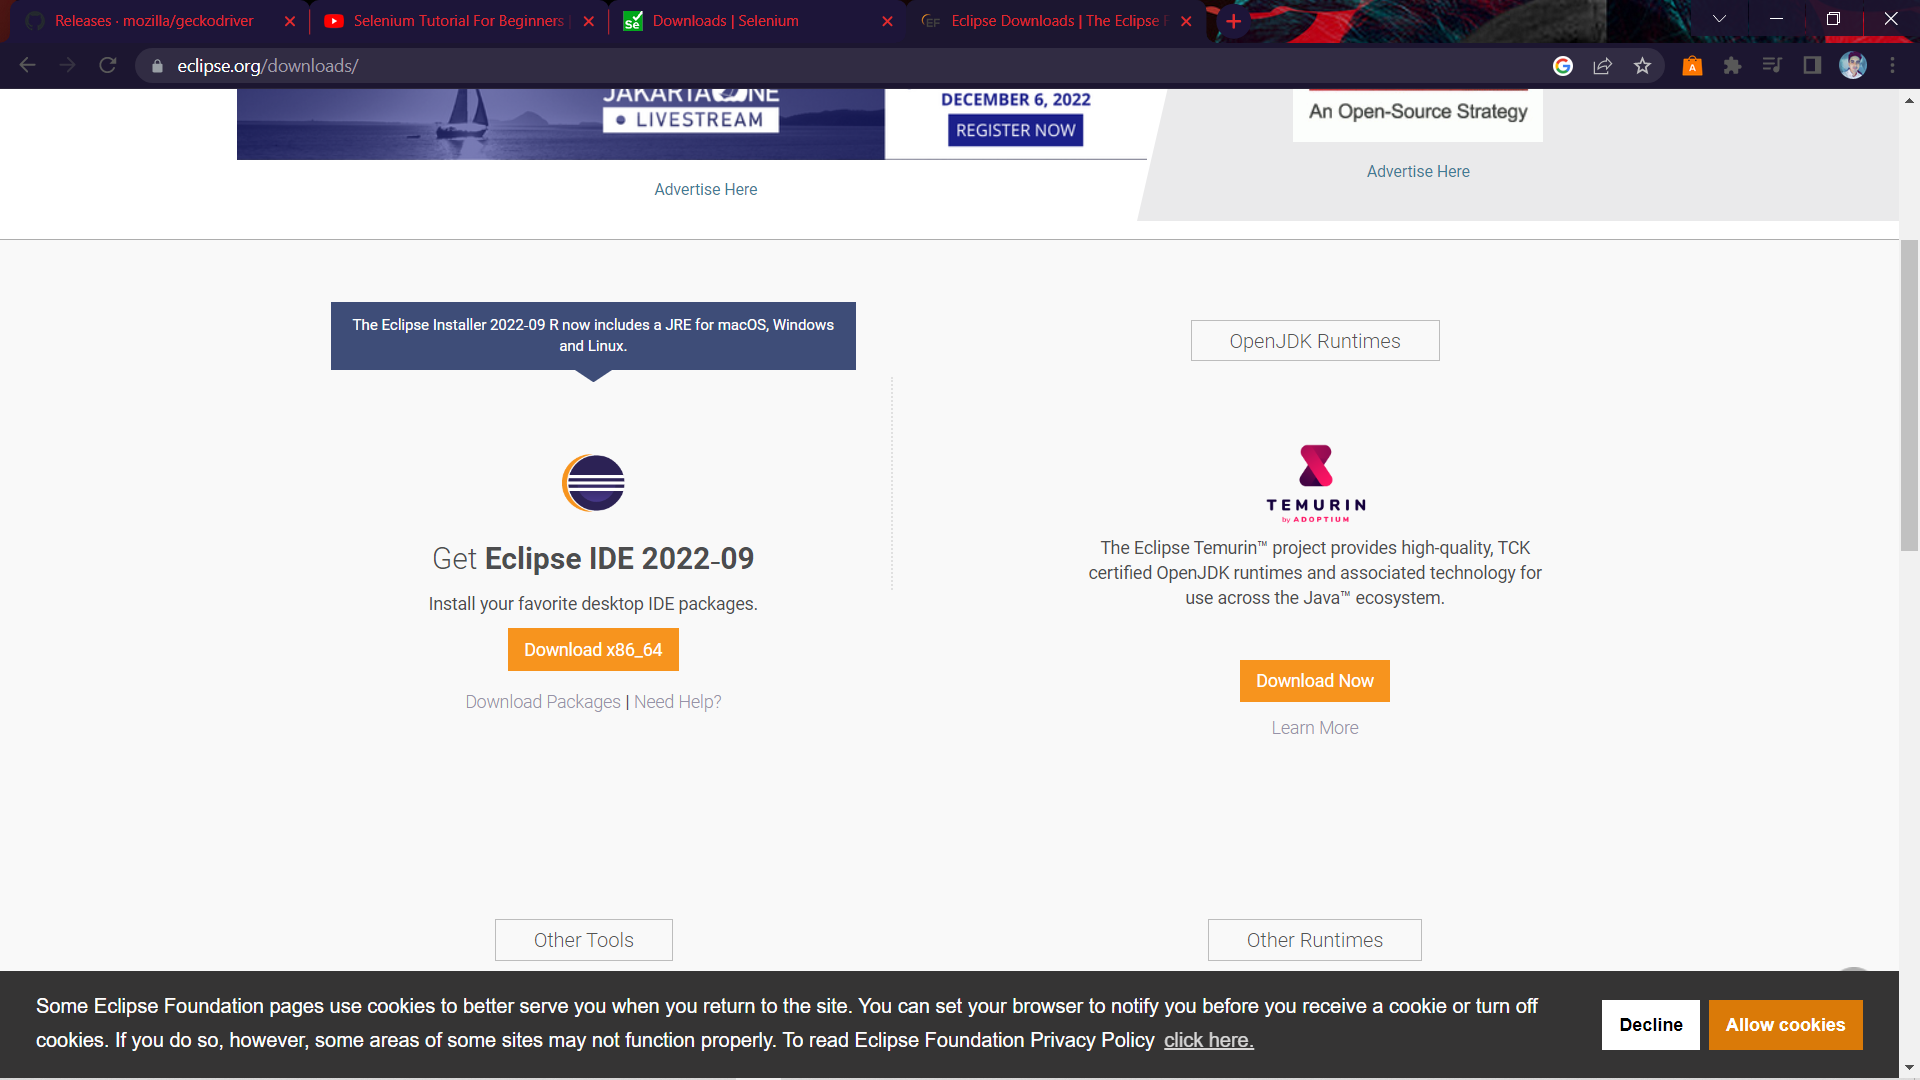 Releases · mozilla/geckodriver
Selenium Tutorial For Beginners
Downloads | Selenium
Eclipse Downloads | The Eclipse F
eclipse.org/downloads/
JAKARTAONE
LIVESTREAM
DECEMBER 6, 2022
REGISTER NOW
An Open-Source Strategy
Advertise Here
Advertise Here
The Eclipse Installer 2022-09 R now includes a JRE for macOS, Windows
and Linux.
Get Eclipse IDE 2022-09
Install your favorite desktop IDE packages.
Download x86_64
Download Packages | Need Help?
OpenJDK Runtimes
TEMURIN
by ADOPTIUM
The Eclipse Temurin™ project provides high-quality, TCK
certified OpenJDK runtimes and associated technology for
use across the Java™ ecosystem.
Download Now
Learn More
Other Tools
Other Runtimes
Some Eclipse Foundation pages use cookies to better serve you when you return to the site. You can set your browser to notify you before you receive a cookie or turn off
cookies. If you do so, however, some areas of some sites may not function properly. To read Eclipse Foundation Privacy Policy click here.
Decline
Allow cookies